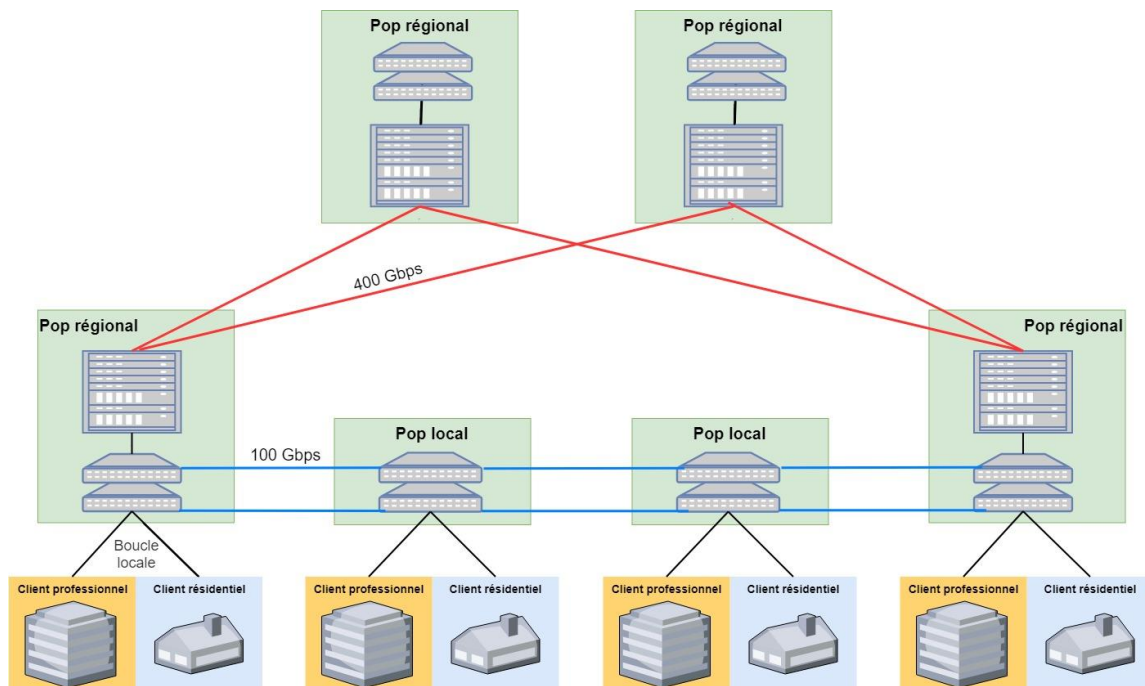 Pop régional
Pop régional
400 Gbps
Pop régional
Pop régional
Pop local
Pop local
100 Gbps
Boucle
locale
Client professionnel
Client résidentiel
Client professionnel
Client résidentiel
Client professionnel
Client résidentiel
Client professionnel
Client résidentiel